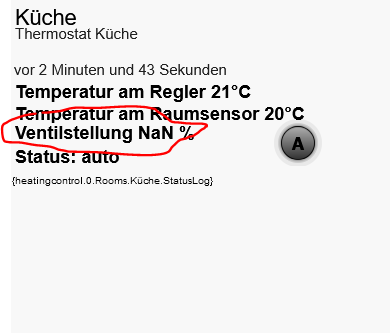 Küche
Thermostat Küche
vor 2 Minuten und 43 Sekunden
Temperatur am Regler 21°C
Temperatur am Raumsensor 20°C
Ventilstellung NaN %
A
Status: auto
{heatingcontrol.0.Rooms.Küche.StatusLog}